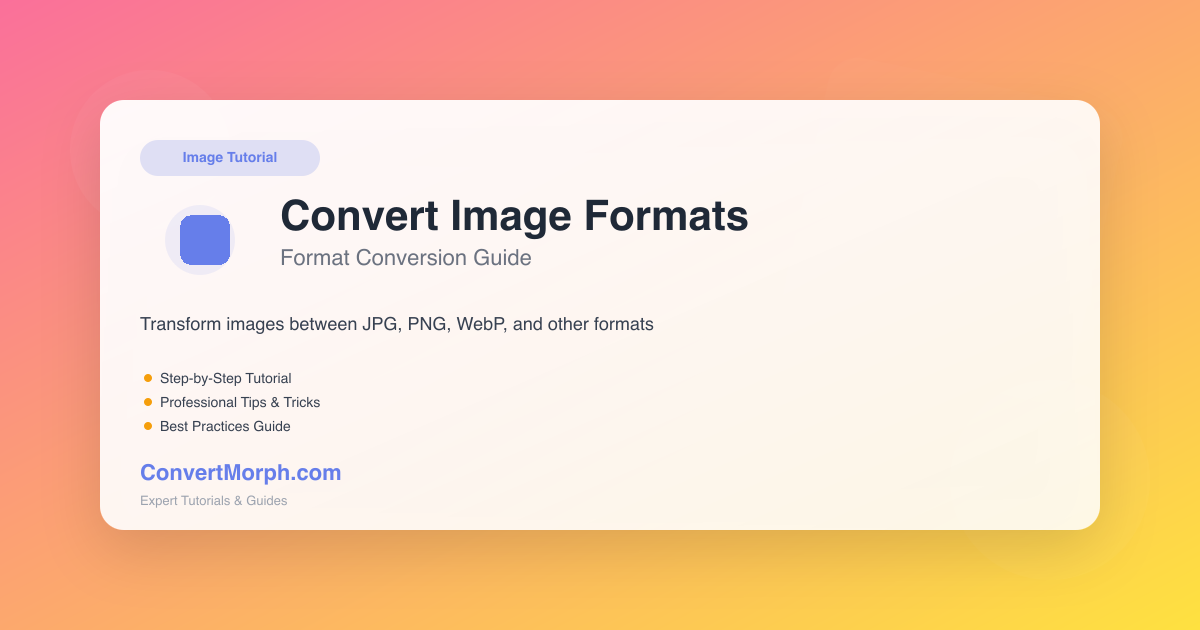 Image Tutorial
Convert Image Formats
Format Conversion Guide
Transform images between JPG, PNG, WebP, and other formats
Step-by-Step Tutorial
Professional Tips & Tricks
Best Practices Guide
ConvertMorph.com
Expert Tutorials & Guides